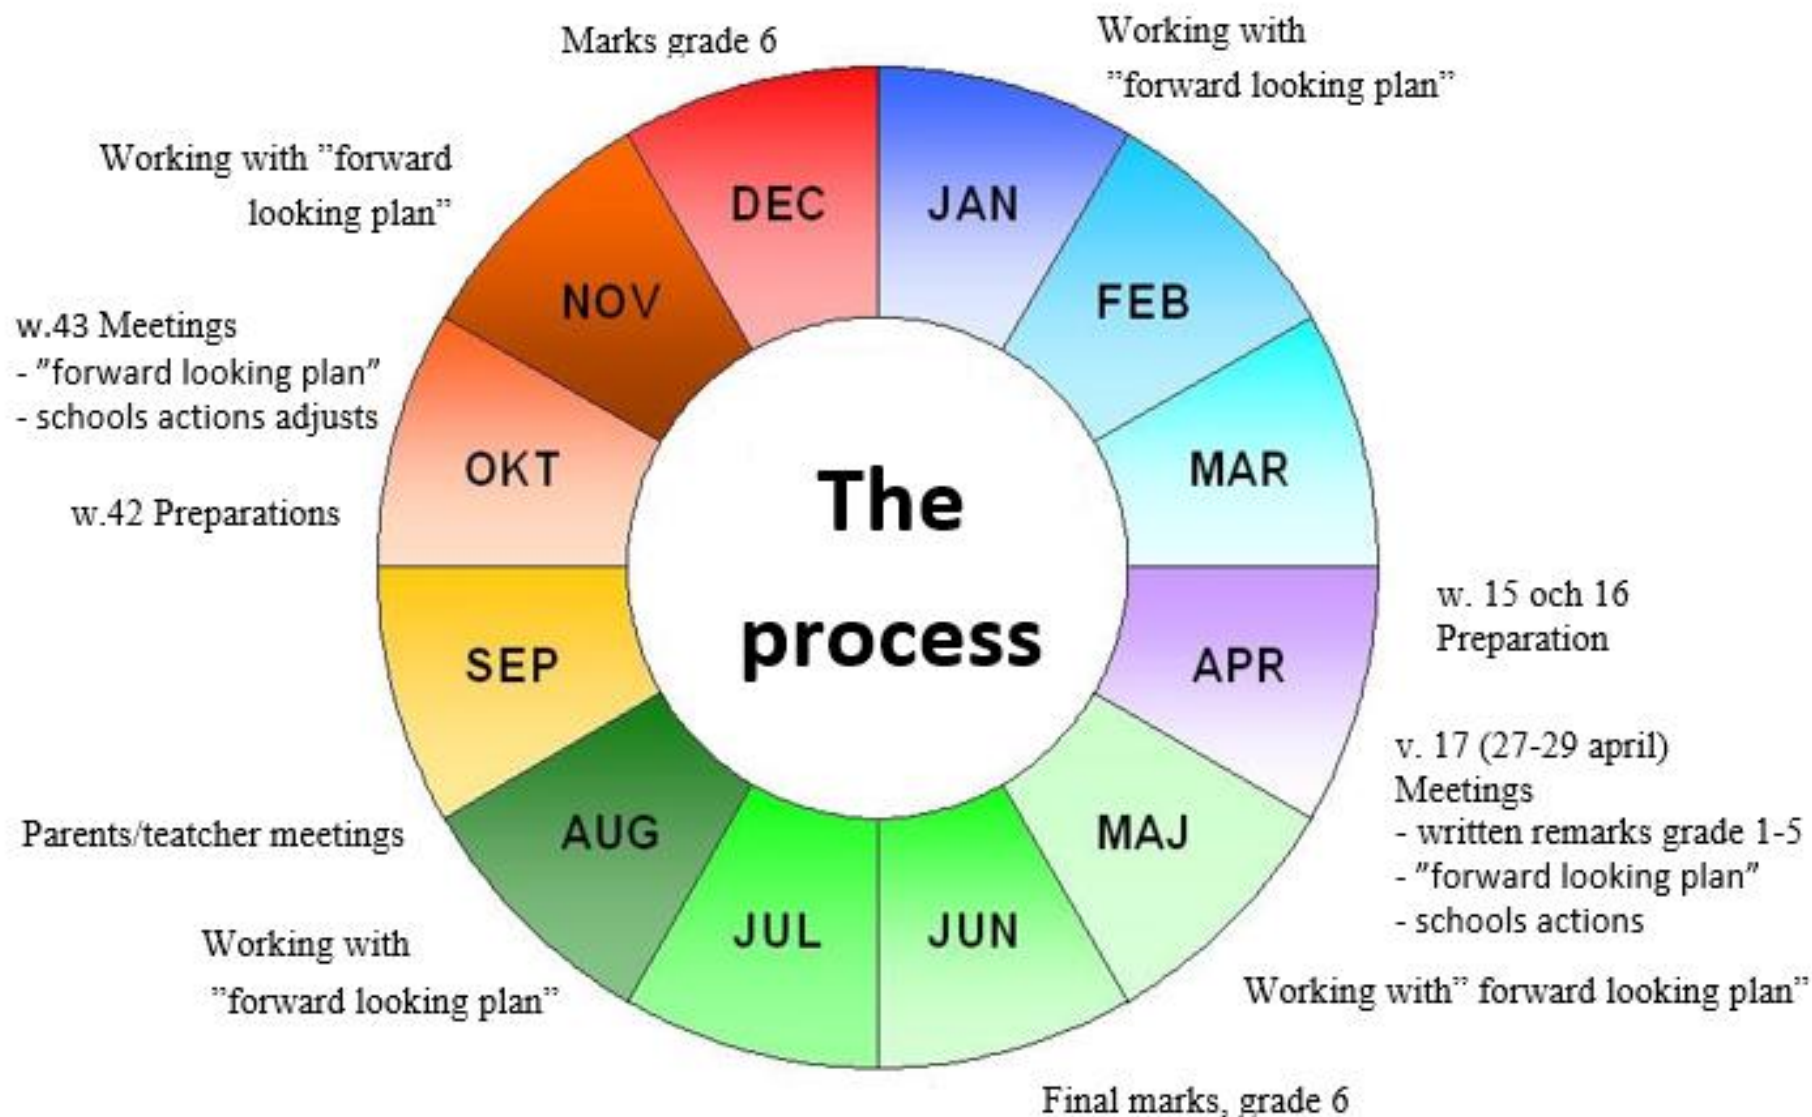 Marks grade 6
Working with
”forward looking plan”
Working with ”forward
looking plan”
w.43 Meetings
- ”forward looking plan”
- schools actions adjusts
w.42 Preparations
DEC
JAN
NOV
FEB
OKT
MAR
The
process
SEP
APR
AUG
MAJ
JUL
JUN
w. 15 och 16
Preparation
v. 17 (27-29 april)
Meetings
- written remarks grade 1-5
- ”forward looking plan”
- schools actions
Parents/teatcher meetings
Working with
”forward looking plan”
Working with” forward looking plan”
Final marks, grade 6